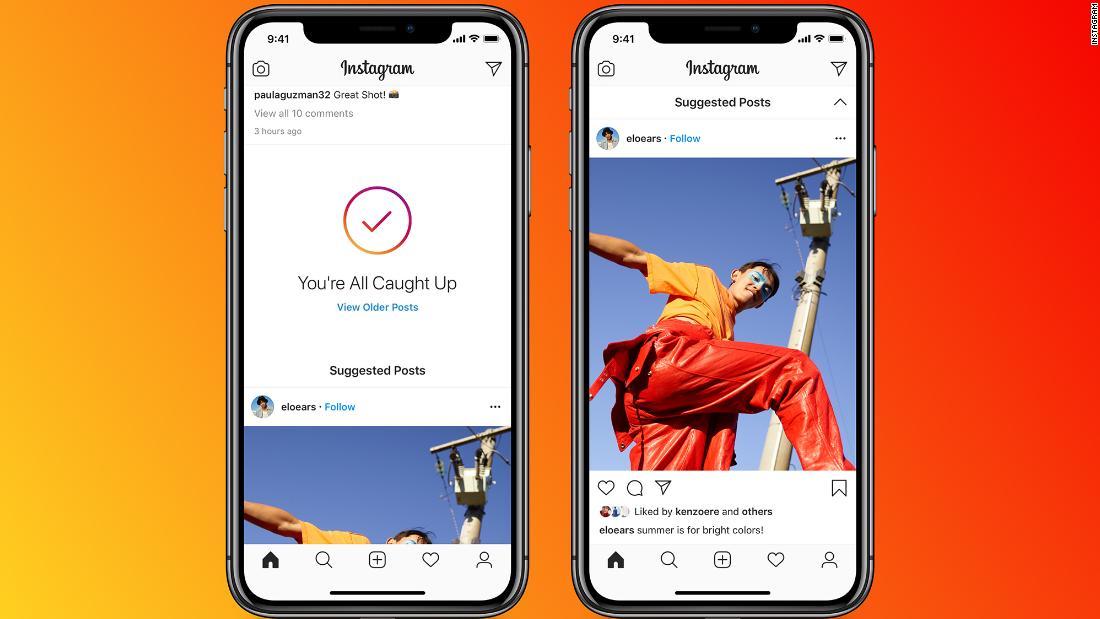 9:41
Instagram
paulaguzman32 Great Shot! 📸
View all 10 comments
3 hours ago
You're All Caught Up
View Older Posts
Suggested Posts
eloears · Follow
9:41
Instagram
Suggested Posts
eloears · Follow
Liked by kenzoere and others
eloears summer is for bright colors!
INSTAGRAM